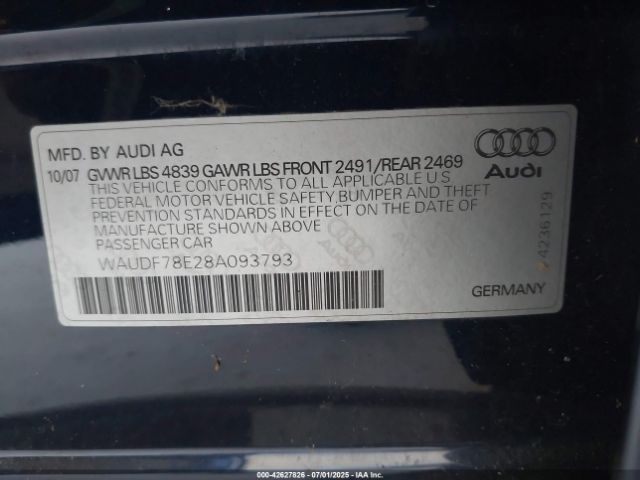 MFD. BY AUDI AG
10/07 GVWR LBS 4839 GAWR LBS FRONT 2491/REAR 2469
THIS VEHICLE CONFORMS TO ALL APPLICABLE U.S
FEDERAL MOTOR VEHICLE SAFETY,BUMPER AND THEFT
PREVENTION STANDARDS IN EFFECT ON THE DATE OF
MANUFACTURE SHOWN ABOVE
PASSENGER CAR
WAUDF78E28A093793
Audi
4236129
GERMANY
000-42627826 - 07/01/2025 - IAA Inc.